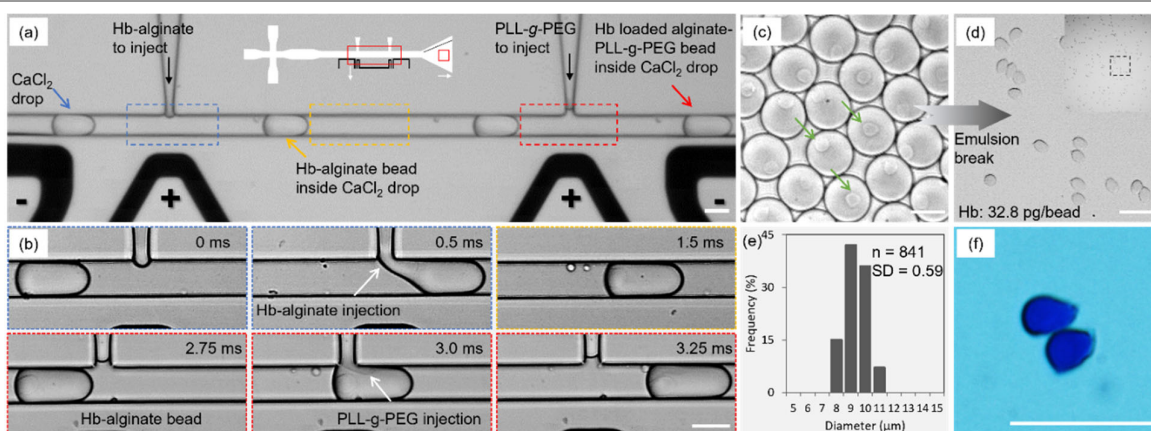 (a)
Hb-alginate
to inject
CaCl₂
drop
Hb-alginate bead
inside CaCl₂ drop
PLL-g-PEG
to inject
Hb loaded alginate-
PLL-g-PEG bead
inside CaCl₂ drop
-
+
+
-
(b)
0 ms
0.5 ms
Hb-alginate injection
1.5 ms
2.75 ms
Hb-alginate bead
3.0 ms
PLL-g-PEG injection
3.25 ms
(c)
Emulsion
break
(d)
Hb: 32.8 pg/bead
(e)
n = 841
SD = 0.59
Frequency (%)
45
30
15
0
5 6 7 8 9 10 11 12 13 14 15
Diameter (μm)
(f)